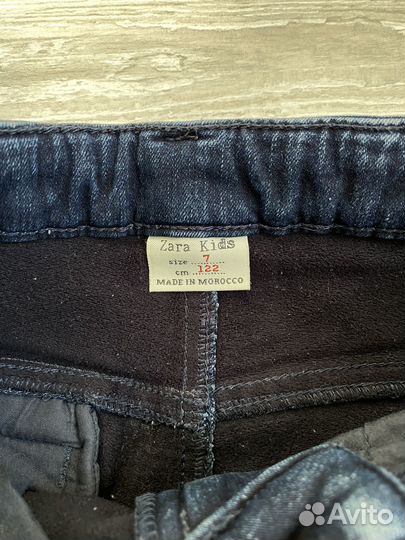 Zara Kids
size ......7......
cm ..122..
MADE IN MOROCCO
Avito